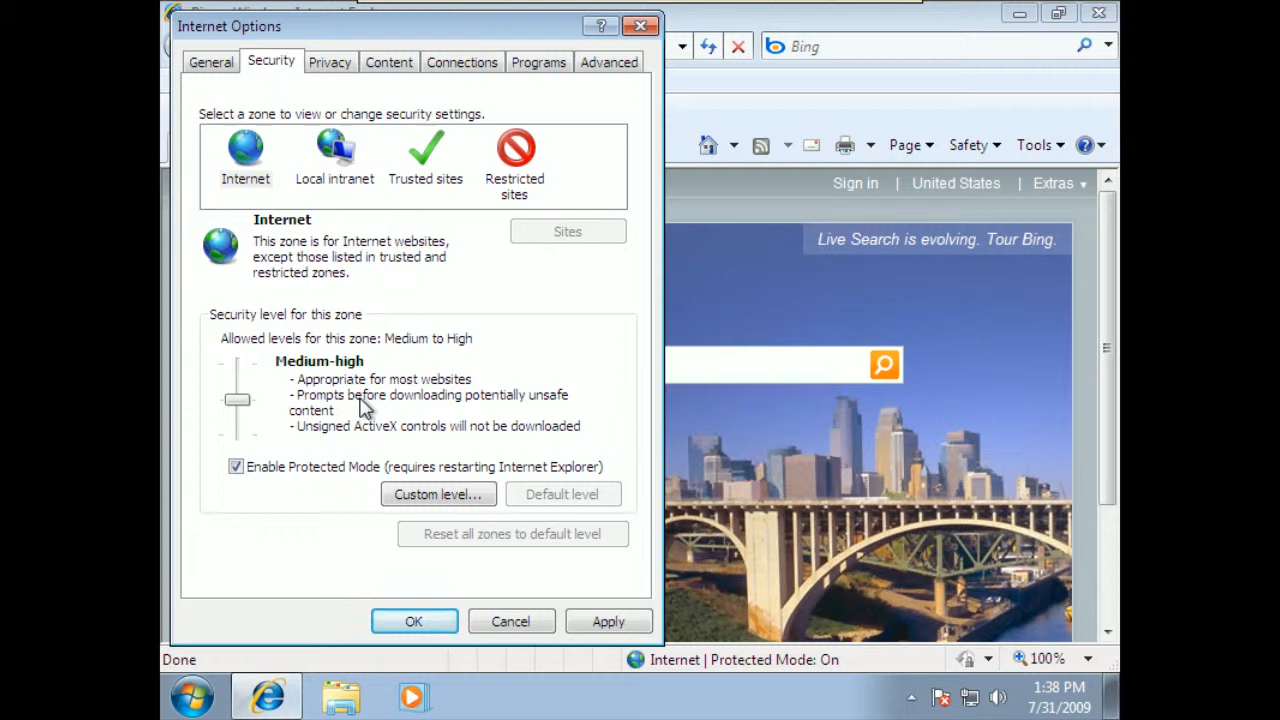 Internet Options
General Security Privacy Content Connections Programs Advanced
Bing
Select a zone to view or change security settings.
Internet Local intranet Trusted sites Restricted
sites
Internet
This zone is for Internet websites,
except those listed in trusted and
restricted zones.
Sites
Security level for this zone
Allowed levels for this zone: Medium to High
Medium-high
- Appropriate for most websites
- Prompts before downloading potentially unsafe
content
- Unsigned ActiveX controls will not be downloaded
Enable Protected Mode (requires restarting Internet Explorer)
Custom level... Default level
Reset all zones to default level
OK Cancel Apply
Page Safety Tools
Sign in United States Extras
Live Search is evolving. Tour Bing.
Done
Internet | Protected Mode: On
100%
1:38 PM
7/31/2009